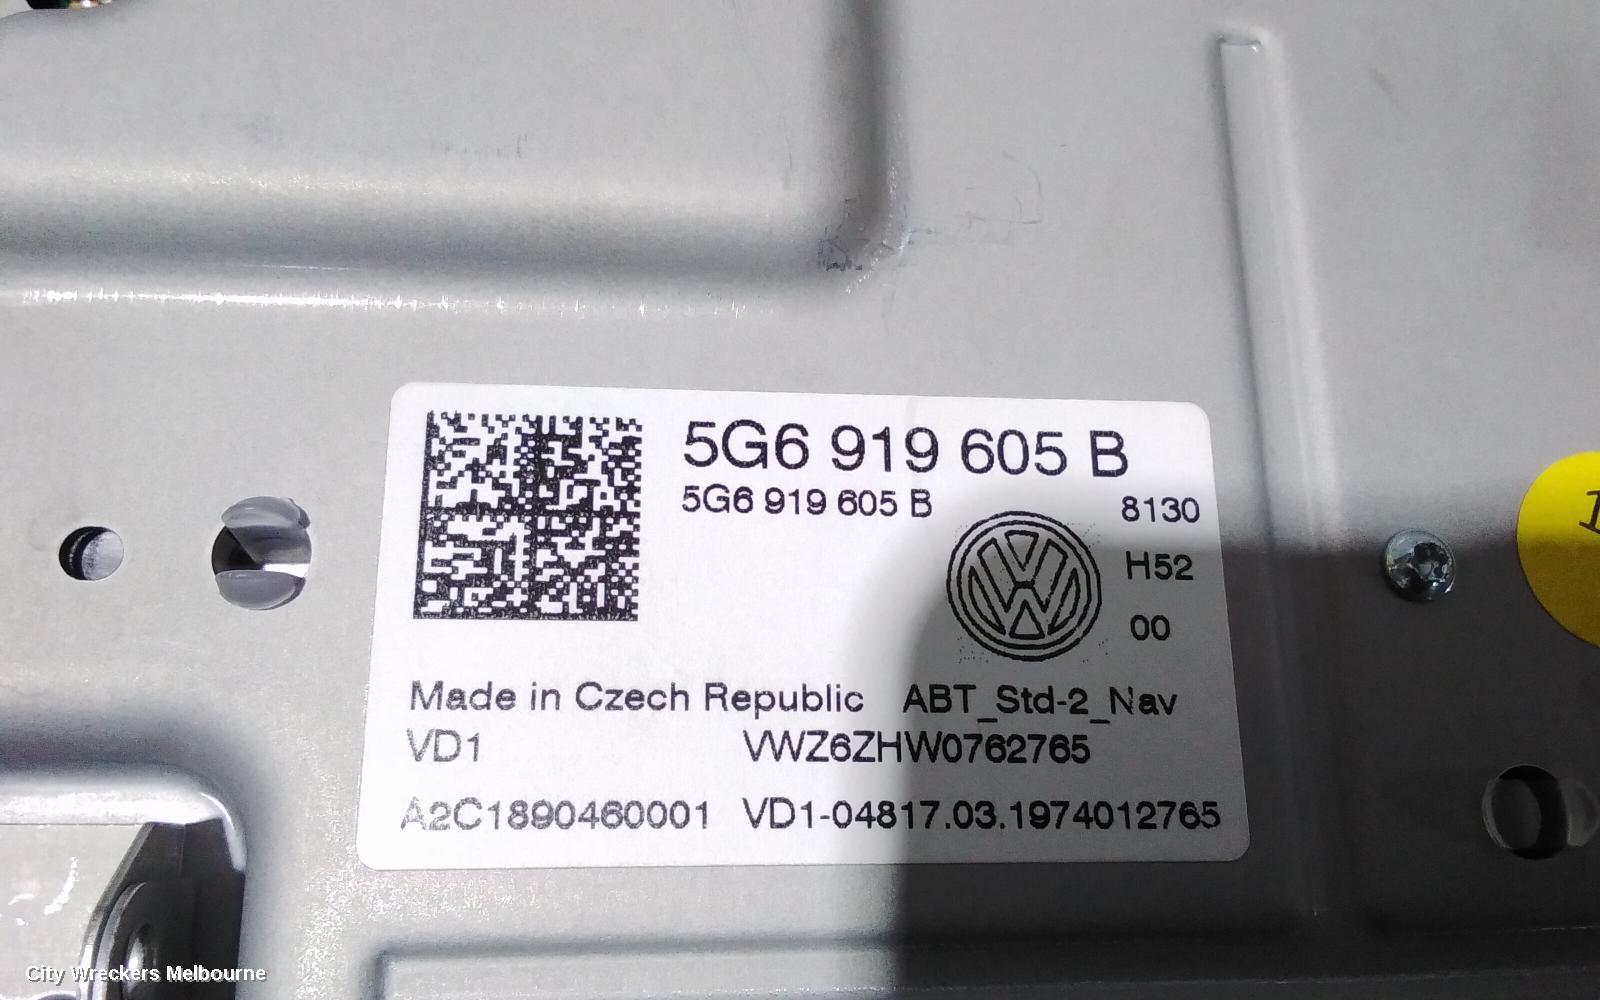 5G6 919 605 B
5G6 919 605 B
8130
H52
00
Made in Czech Republic ABT_Std-2_Nav
VD1 VWZ6ZHW0762765
A2C1890460001 VD1-04817.03.1974012765
City Wreckers Melbourne